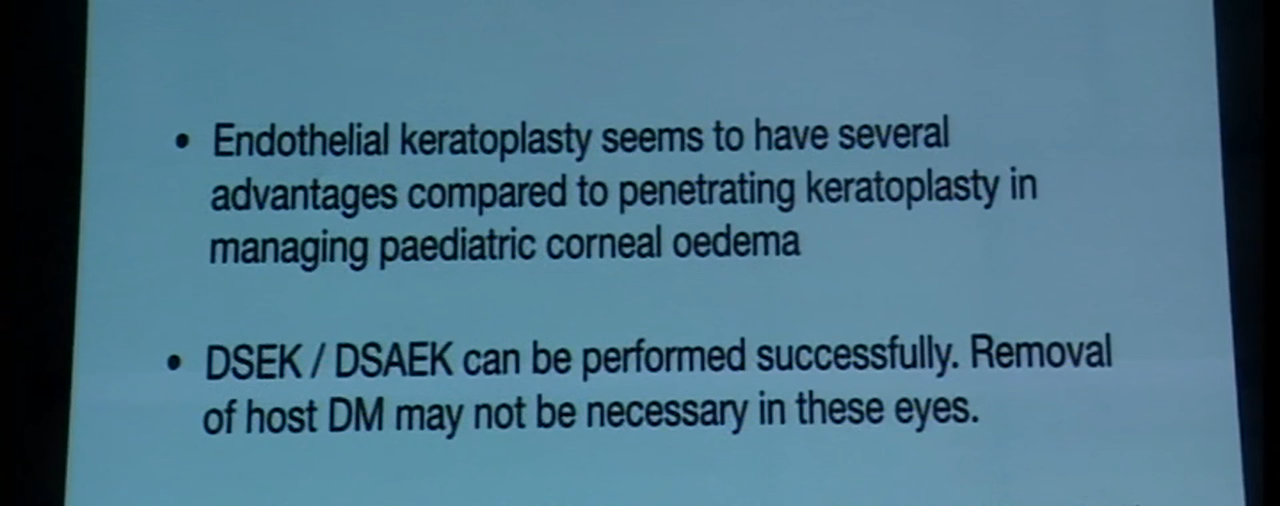 • Endothelial keratoplasty seems to have several
advantages compared to penetrating keratoplasty in
managing paediatric corneal oedema
• DSEK / DSAEK can be performed successfully. Removal
of host DM may not be necessary in these eyes.